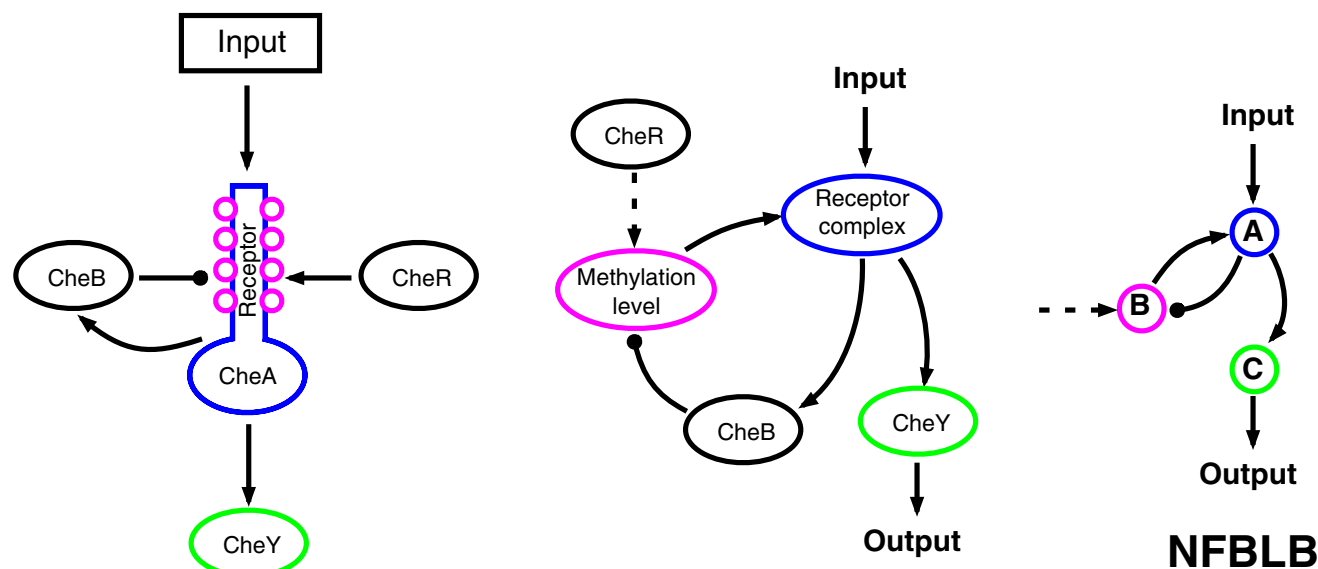 Input
Receptor
CheB
CheR
CheA
CheY
Input
CheR
Receptor
complex
Methylation
level
CheB
CheY
Output
Input
A
B
C
Output
NFBLB